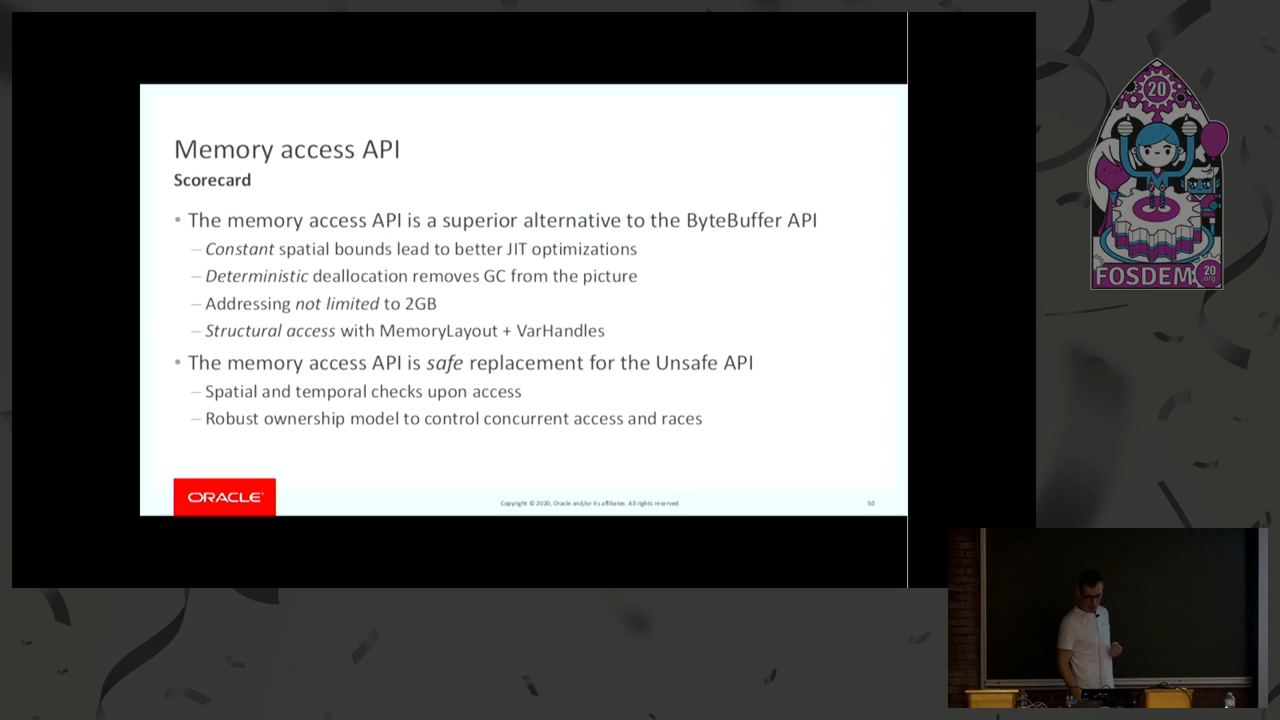 Memory access API
Scorecard
• The memory access API is a superior alternative to the ByteBuffer API
– Constant spatial bounds lead to better JIT optimizations
– Deterministic deallocation removes GC from the picture
– Addressing not limited to 2GB
– Structural access with MemoryLayout + VarHandles
• The memory access API is safe replacement for the Unsafe API
– Spatial and temporal checks upon access
– Robust ownership model to control concurrent access and races
ORACLE
Copyright © 2020, Oracle and/or its affiliates. All rights reserved.
50
20
FOSDEM
20
.org